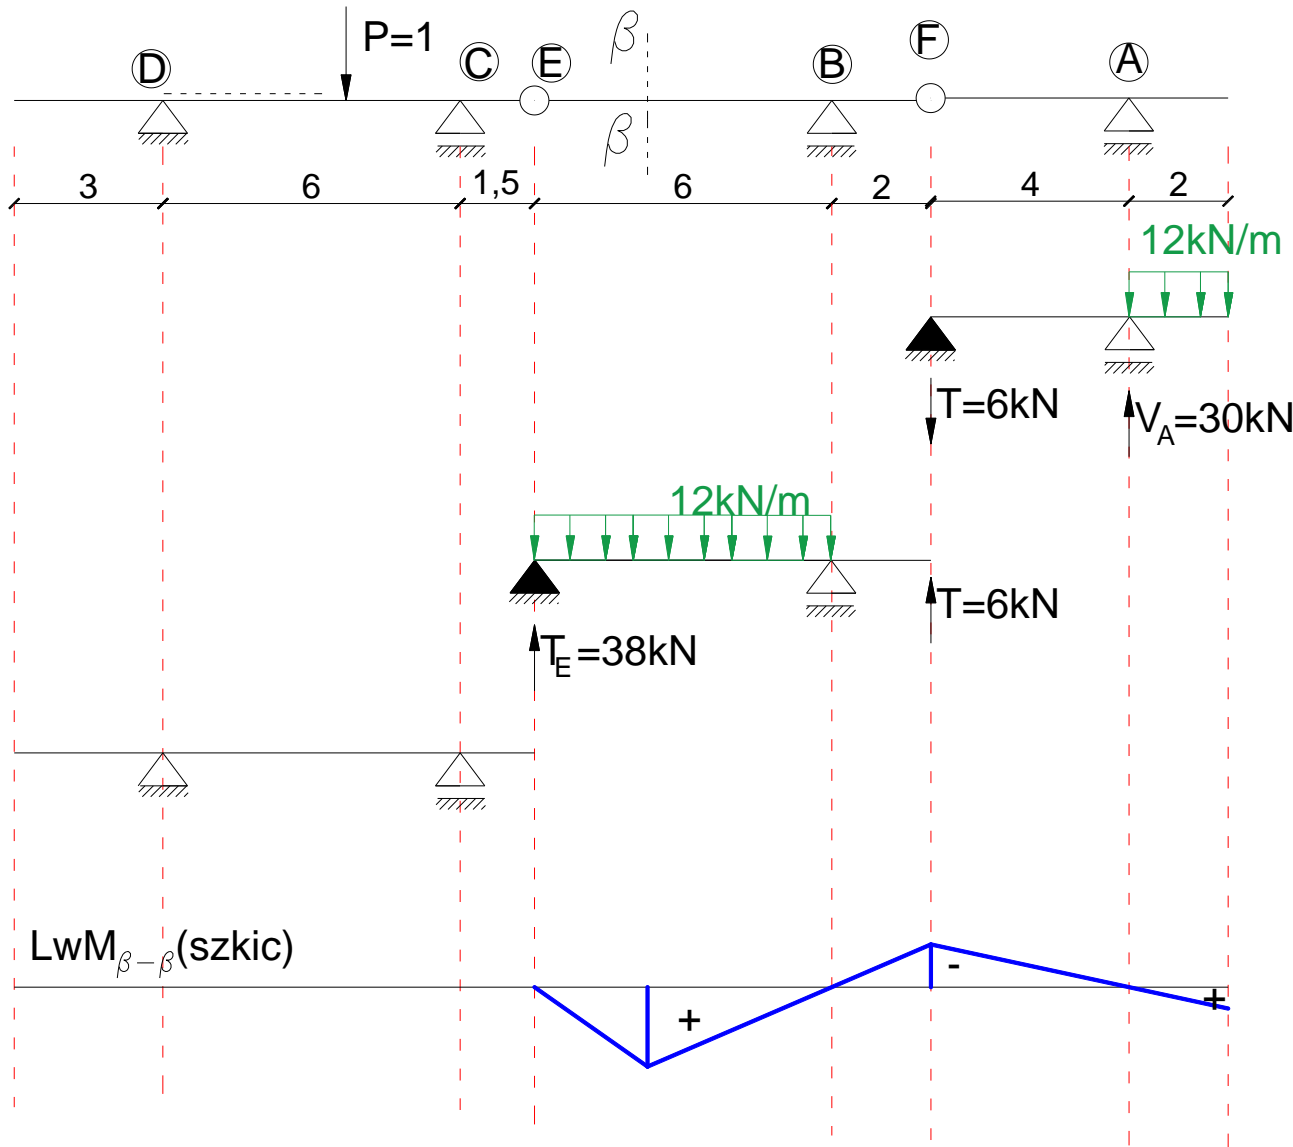 P=1
D
C
E
β
B
F
A
β
3
6
1,5
6
2
4
2
12kN/m
T=6kN
V_A=30kN
12kN/m
T=6kN
T_E=38kN
LwM_β−β(szkic)
-
+
+